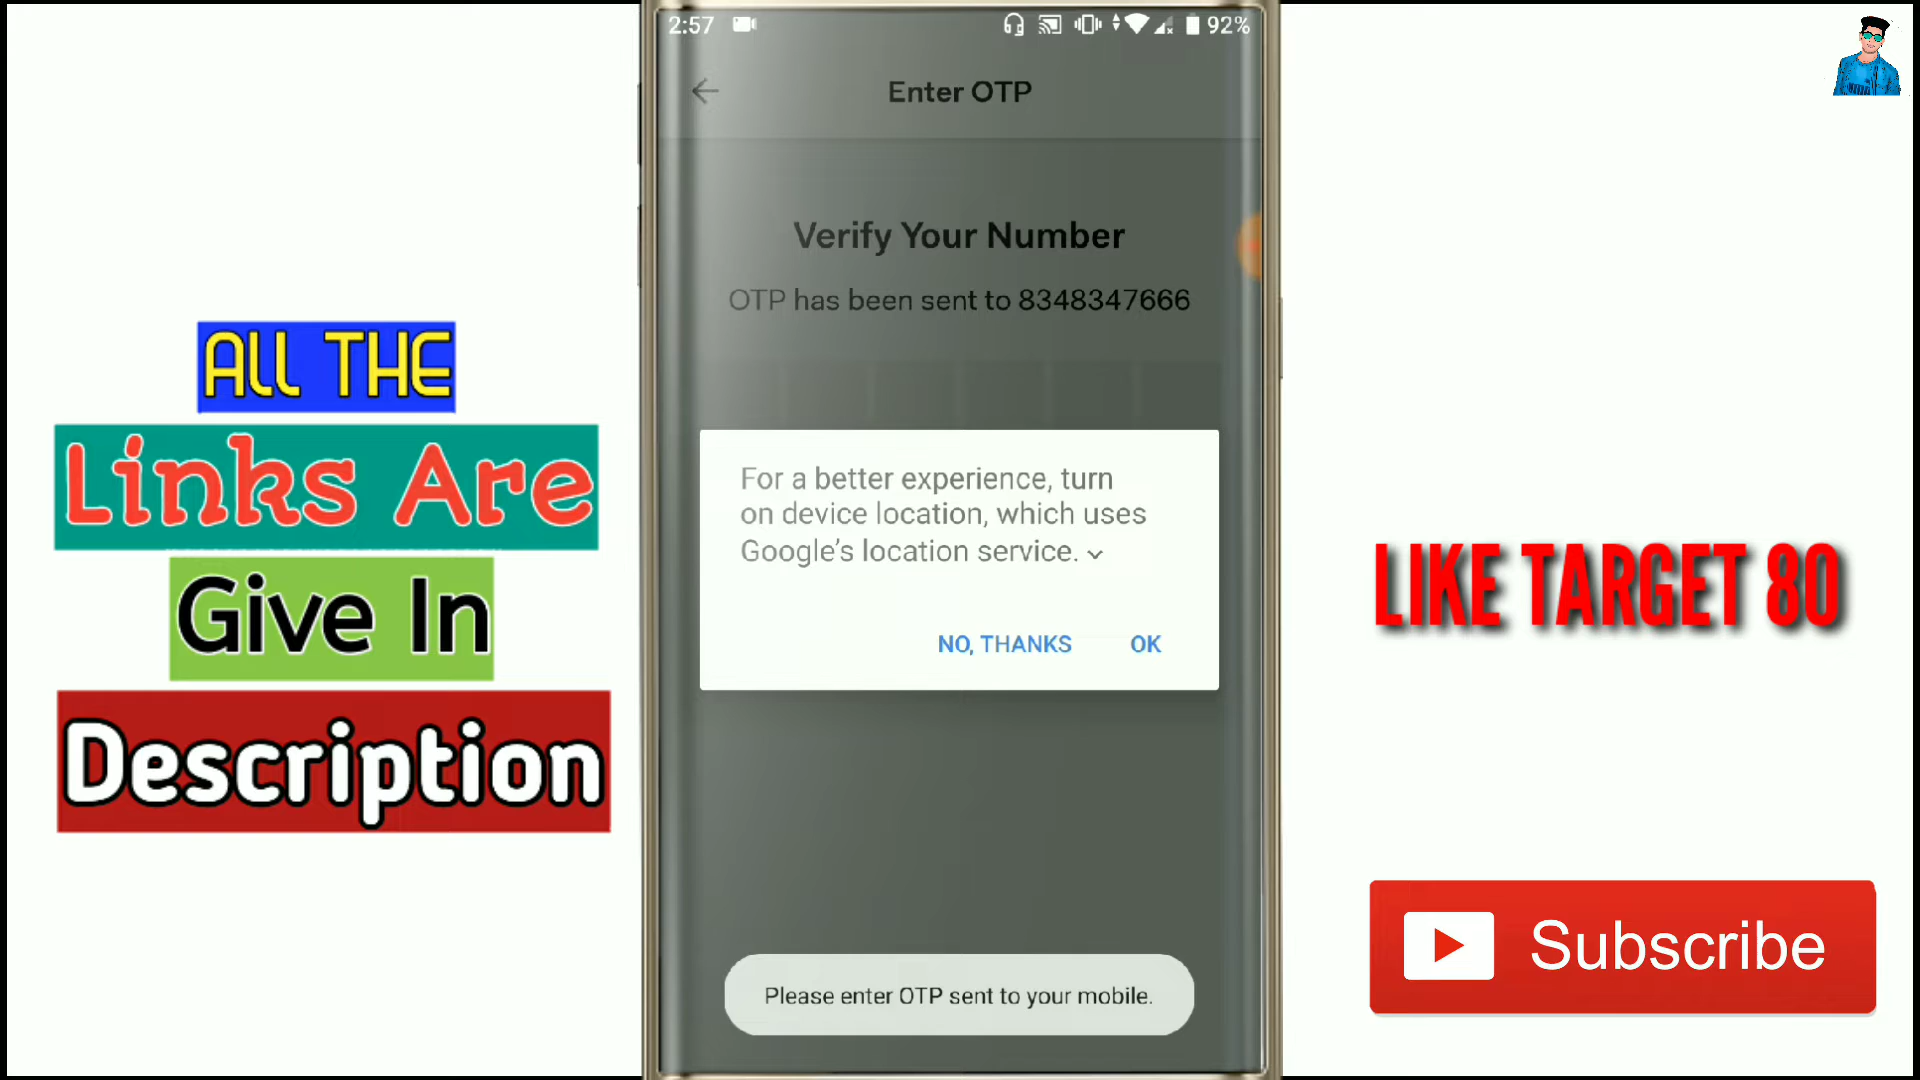 2:57
92%
Enter OTP
Verify Your Number
OTP has been sent to 8348347666
For a better experience, turn
on device location, which uses
Google's location service.
NO, THANKS
OK
Please enter OTP sent to your mobile.
ALL THE
Links Are
Give In
Description
LIKE TARGET 80
Subscribe